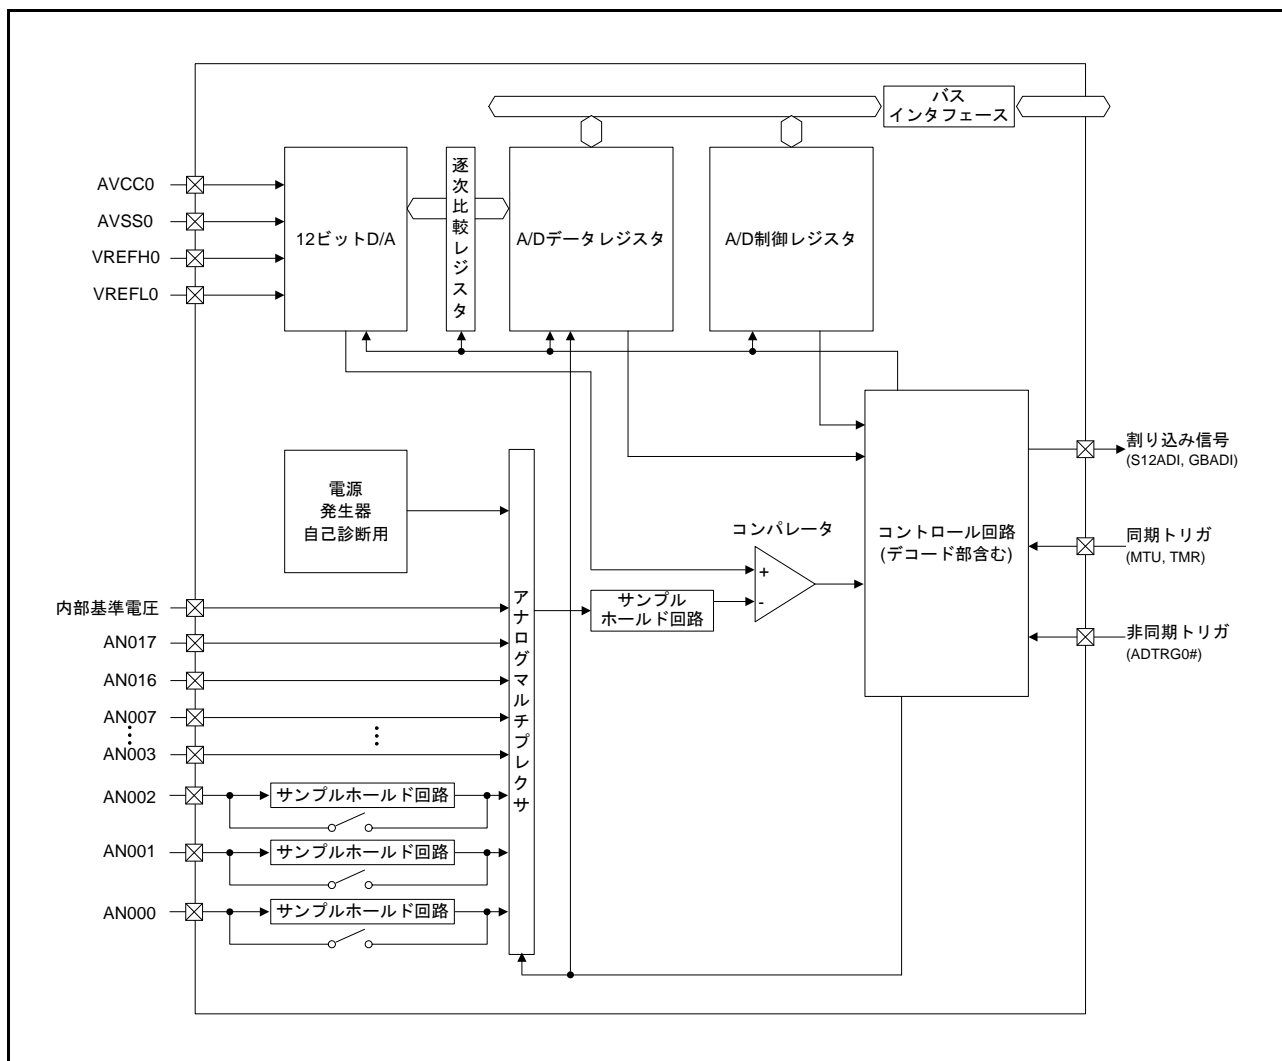 バス
インタフェース
AVCC0
AVSS0
VREFH0
VREFL0
12ビットD/A
逐次比較レジスタ
A/Dデータレジスタ
A/D制御レジスタ
電源
発生器
自己診断用
アナログマルチプレクサ
コンパレータ
+
-
サンプル
ホールド回路
コントロール回路
(デコード部含む)
割り込み信号
(S12ADI, GBADI)
同期トリガ
(MTU, TMR)
非同期トリガ
(ADTRG0#)
内部基準電圧
AN017
AN016
AN007
AN003
AN002
サンプルホールド回路
AN001
サンプルホールド回路
AN000
サンプルホールド回路